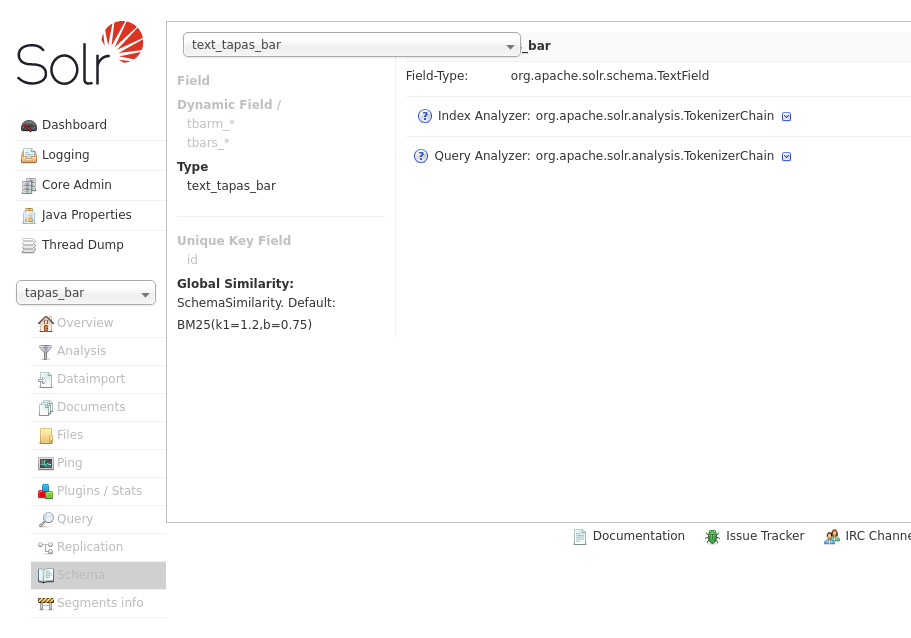 Solr
Dashboard
Logging
Core Admin
Java Properties
Thread Dump
tapas_bar
Overview
Analysis
Dataimport
Documents
Files
Ping
Plugins / Stats
Query
Replication
Schema
Segments info
text_tapas_bar
_bar
Field
Dynamic Field /
tbarm_*
tbars_*
Type
text_tapas_bar
Unique Key Field
id
Global Similarity:
SchemaSimilarity. Default:
BM25(k1=1.2,b=0.75)
Field-Type: org.apache.solr.schema.TextField
Index Analyzer: org.apache.solr.analysis.TokenizerChain
Query Analyzer: org.apache.solr.analysis.TokenizerChain
Documentation Issue Tracker IRC Channe